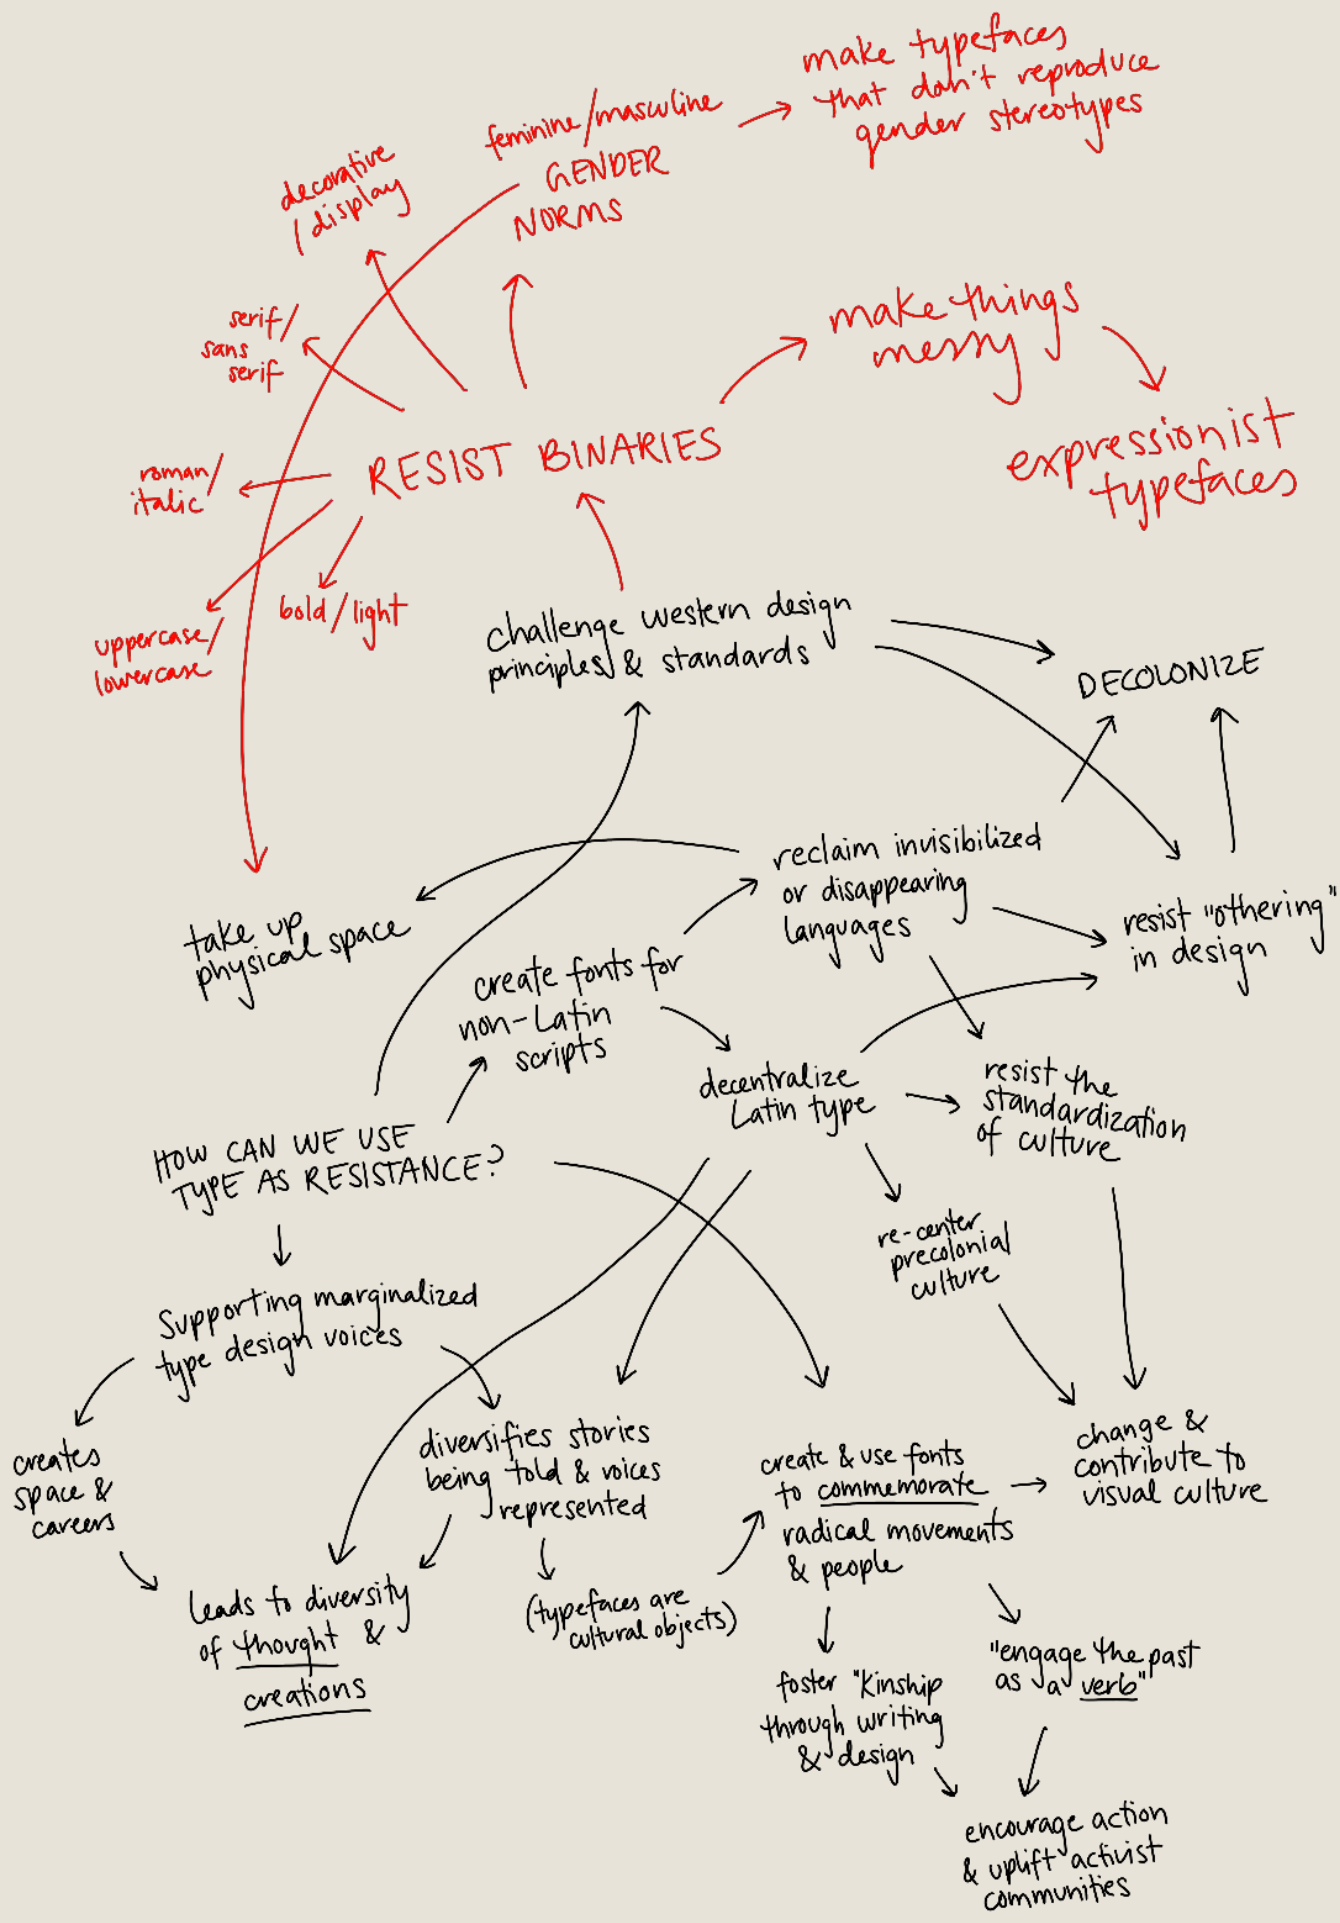 make typefaces
that don't reproduce
gender stereotypes
feminine/masculine
GENDER
NORMS
decorative
/display
serif/
sans
serif
make things
messy
expressionist
typefaces
RESIST BINARIES
roman/
italic
uppercase/
lowercase
bold/light
challenge western design
principles & standards
DECOLONIZE
reclaim invisibilized
or disappearing
languages
resist "othering"
in design
take up
physical space
create fonts for
non-Latin
scripts
decentralize
Latin type
resist the
standardization
of culture
HOW CAN WE USE
TYPE AS RESISTANCE?
re-center
precolonial
culture
Supporting marginalized
type design voices
creates
space &
careers
diversifies stories
being told & voices
represented
create & use fonts
to commemorate
radical movements
& people
change &
contribute to
visual culture
leads to diversity
of thought &
creations
(typefaces are
cultural objects)
foster "kinship
through writing
& design
"engage the past
as a verb"
encourage action
& uplift activist
communities